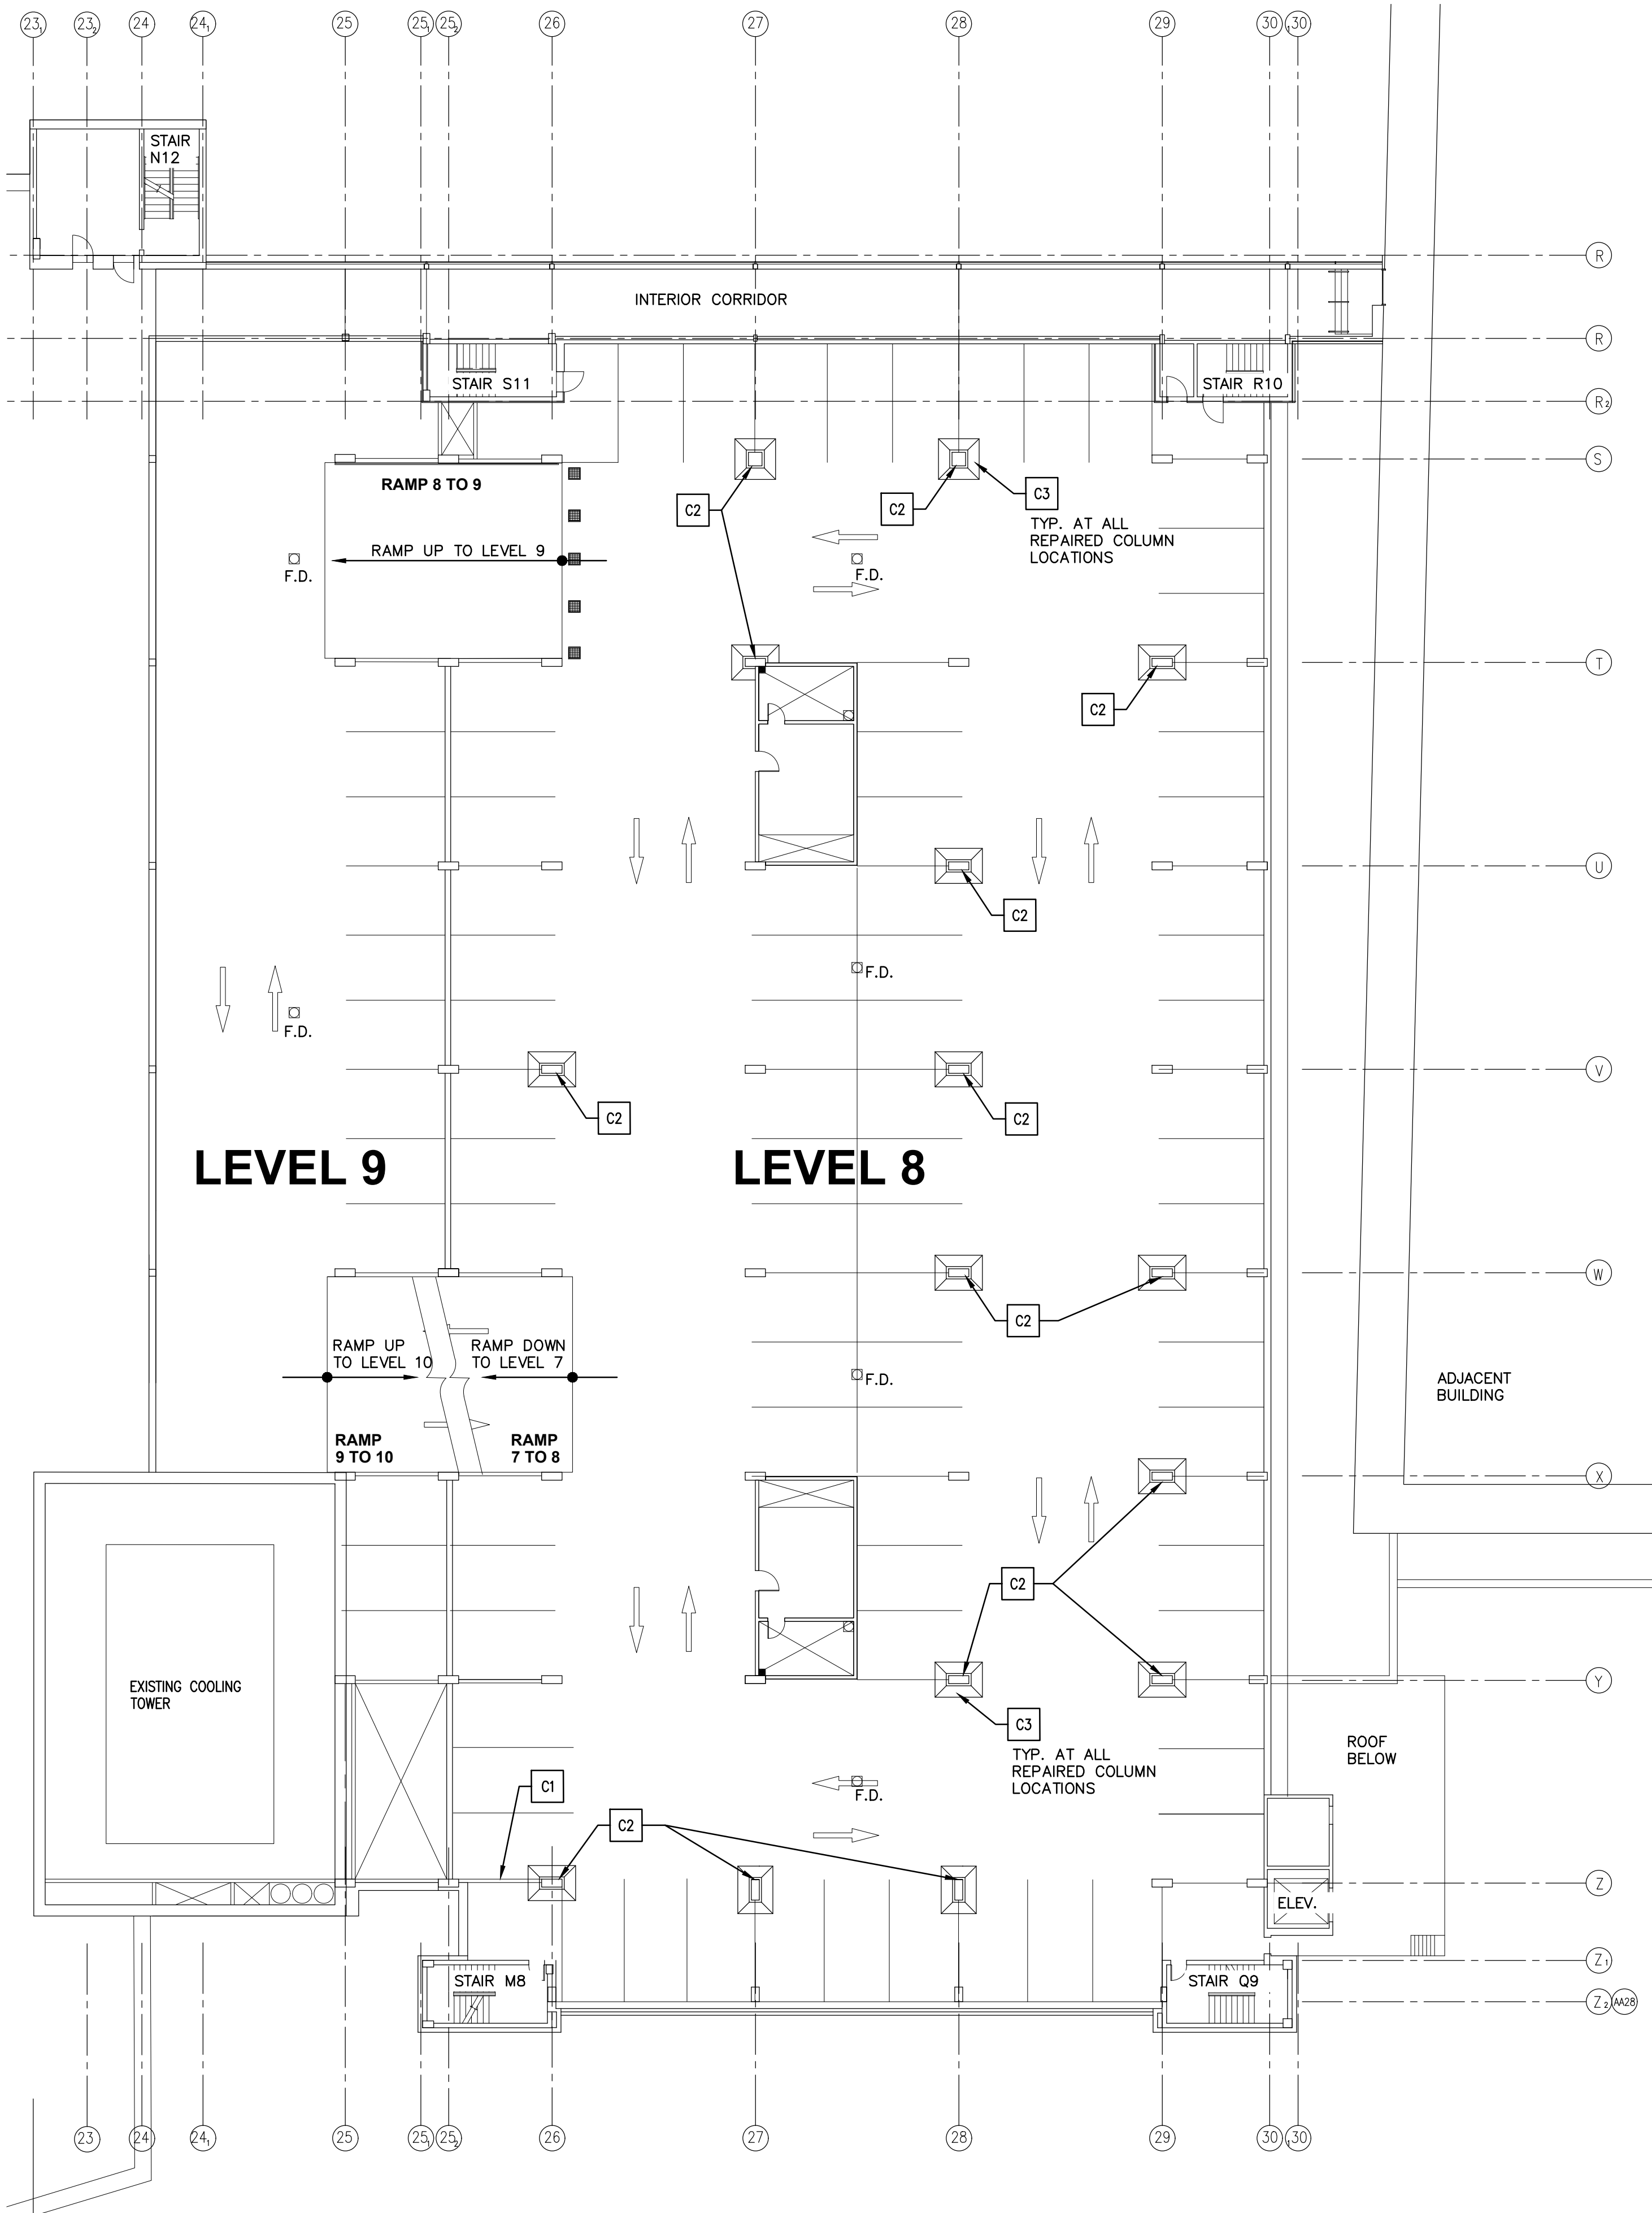 23₁
23₂
24
24₁
25
25₁
25₂
26
27
28
29
30₁
30
STAIR
N12
R
INTERIOR CORRIDOR
R
STAIR S11
STAIR R10
R₂
S
RAMP 8 TO 9
C2
C2
C3
TYP. AT ALL
REPAIRED COLUMN
LOCATIONS
RAMP UP TO LEVEL 9
F.D.
F.D.
T
C2
U
C2
F.D.
F.D.
V
C2
C2
LEVEL 9
LEVEL 8
W
C2
RAMP UP
TO LEVEL 10
RAMP DOWN
TO LEVEL 7
F.D.
ADJACENT
BUILDING
RAMP
9 TO 10
RAMP
7 TO 8
X
C2
EXISTING COOLING
TOWER
Y
C3
TYP. AT ALL
REPAIRED COLUMN
LOCATIONS
ROOF
BELOW
C1
F.D.
C2
Z
ELEV.
Z₁
STAIR M8
STAIR Q9
Z₂
AA28
23
24
24₁
25
25₁
25₂
26
27
28
29
30₁
30